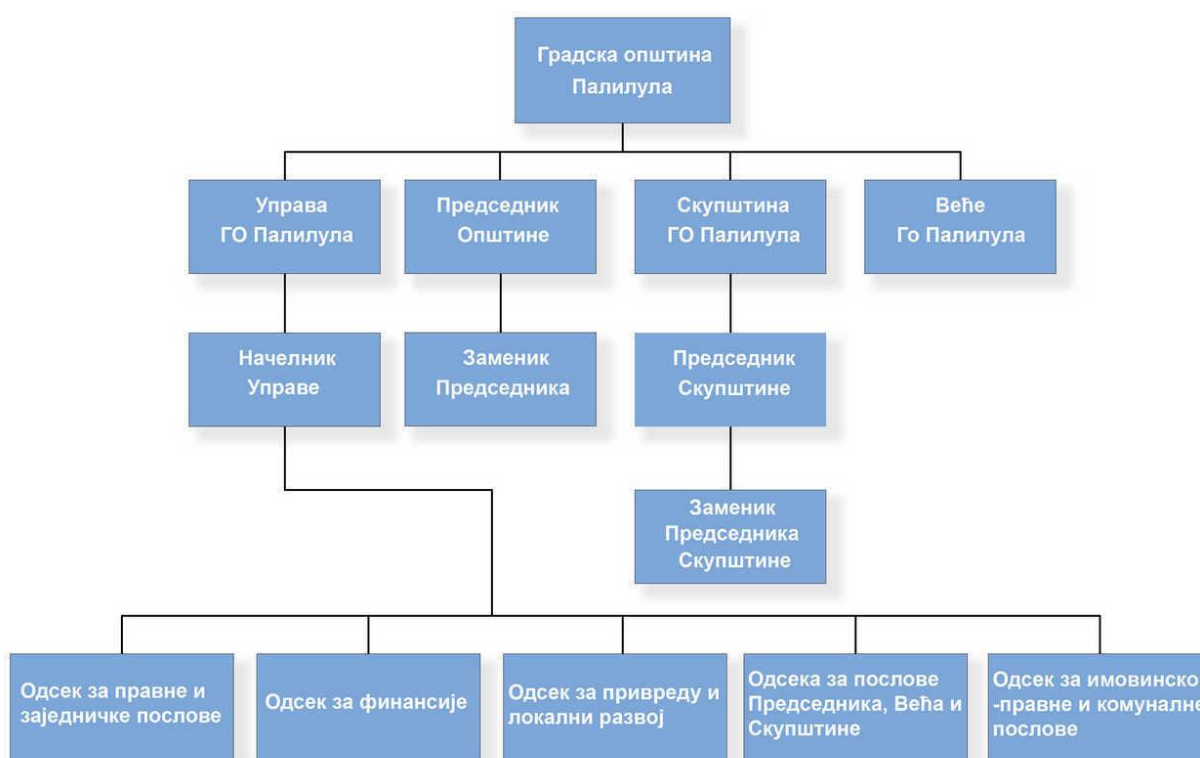 Градска општина
Палилула
Управа
ГО Палилула
Председник
Општине
Скупштина
ГО Палилула
Веће
Го Палилула
Начелник
Управе
Заменик
Председника
Председник
Скупштине
Заменик
Председника
Скупштине
Одсек за правне и
заједничке послове
Одсек за финансије
Одсек за привреду и
локални развој
Одсека за послове
Председника, Већа и
Скупштине
Одсек за имовинско
-правне и комуналне
послове